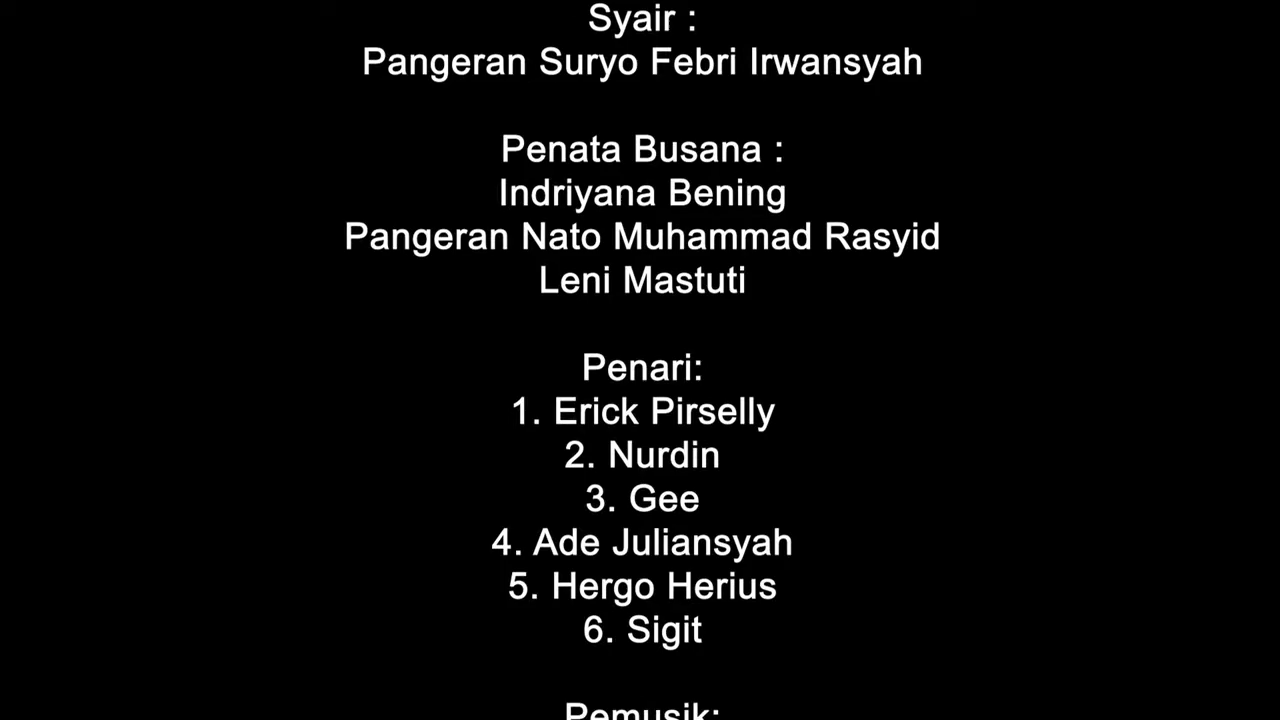 Syair :
Pangeran Suryo Febri Irwansyah
Penata Busana :
Indriyana Bening
Pangeran Nato Muhammad Rasyid
Leni Mastuti
Penari:
1. Erick Pirselly
2. Nurdin
3. Gee
4. Ade Juliansyah
5. Hergo Herius
6. Sigit
Pemusik: